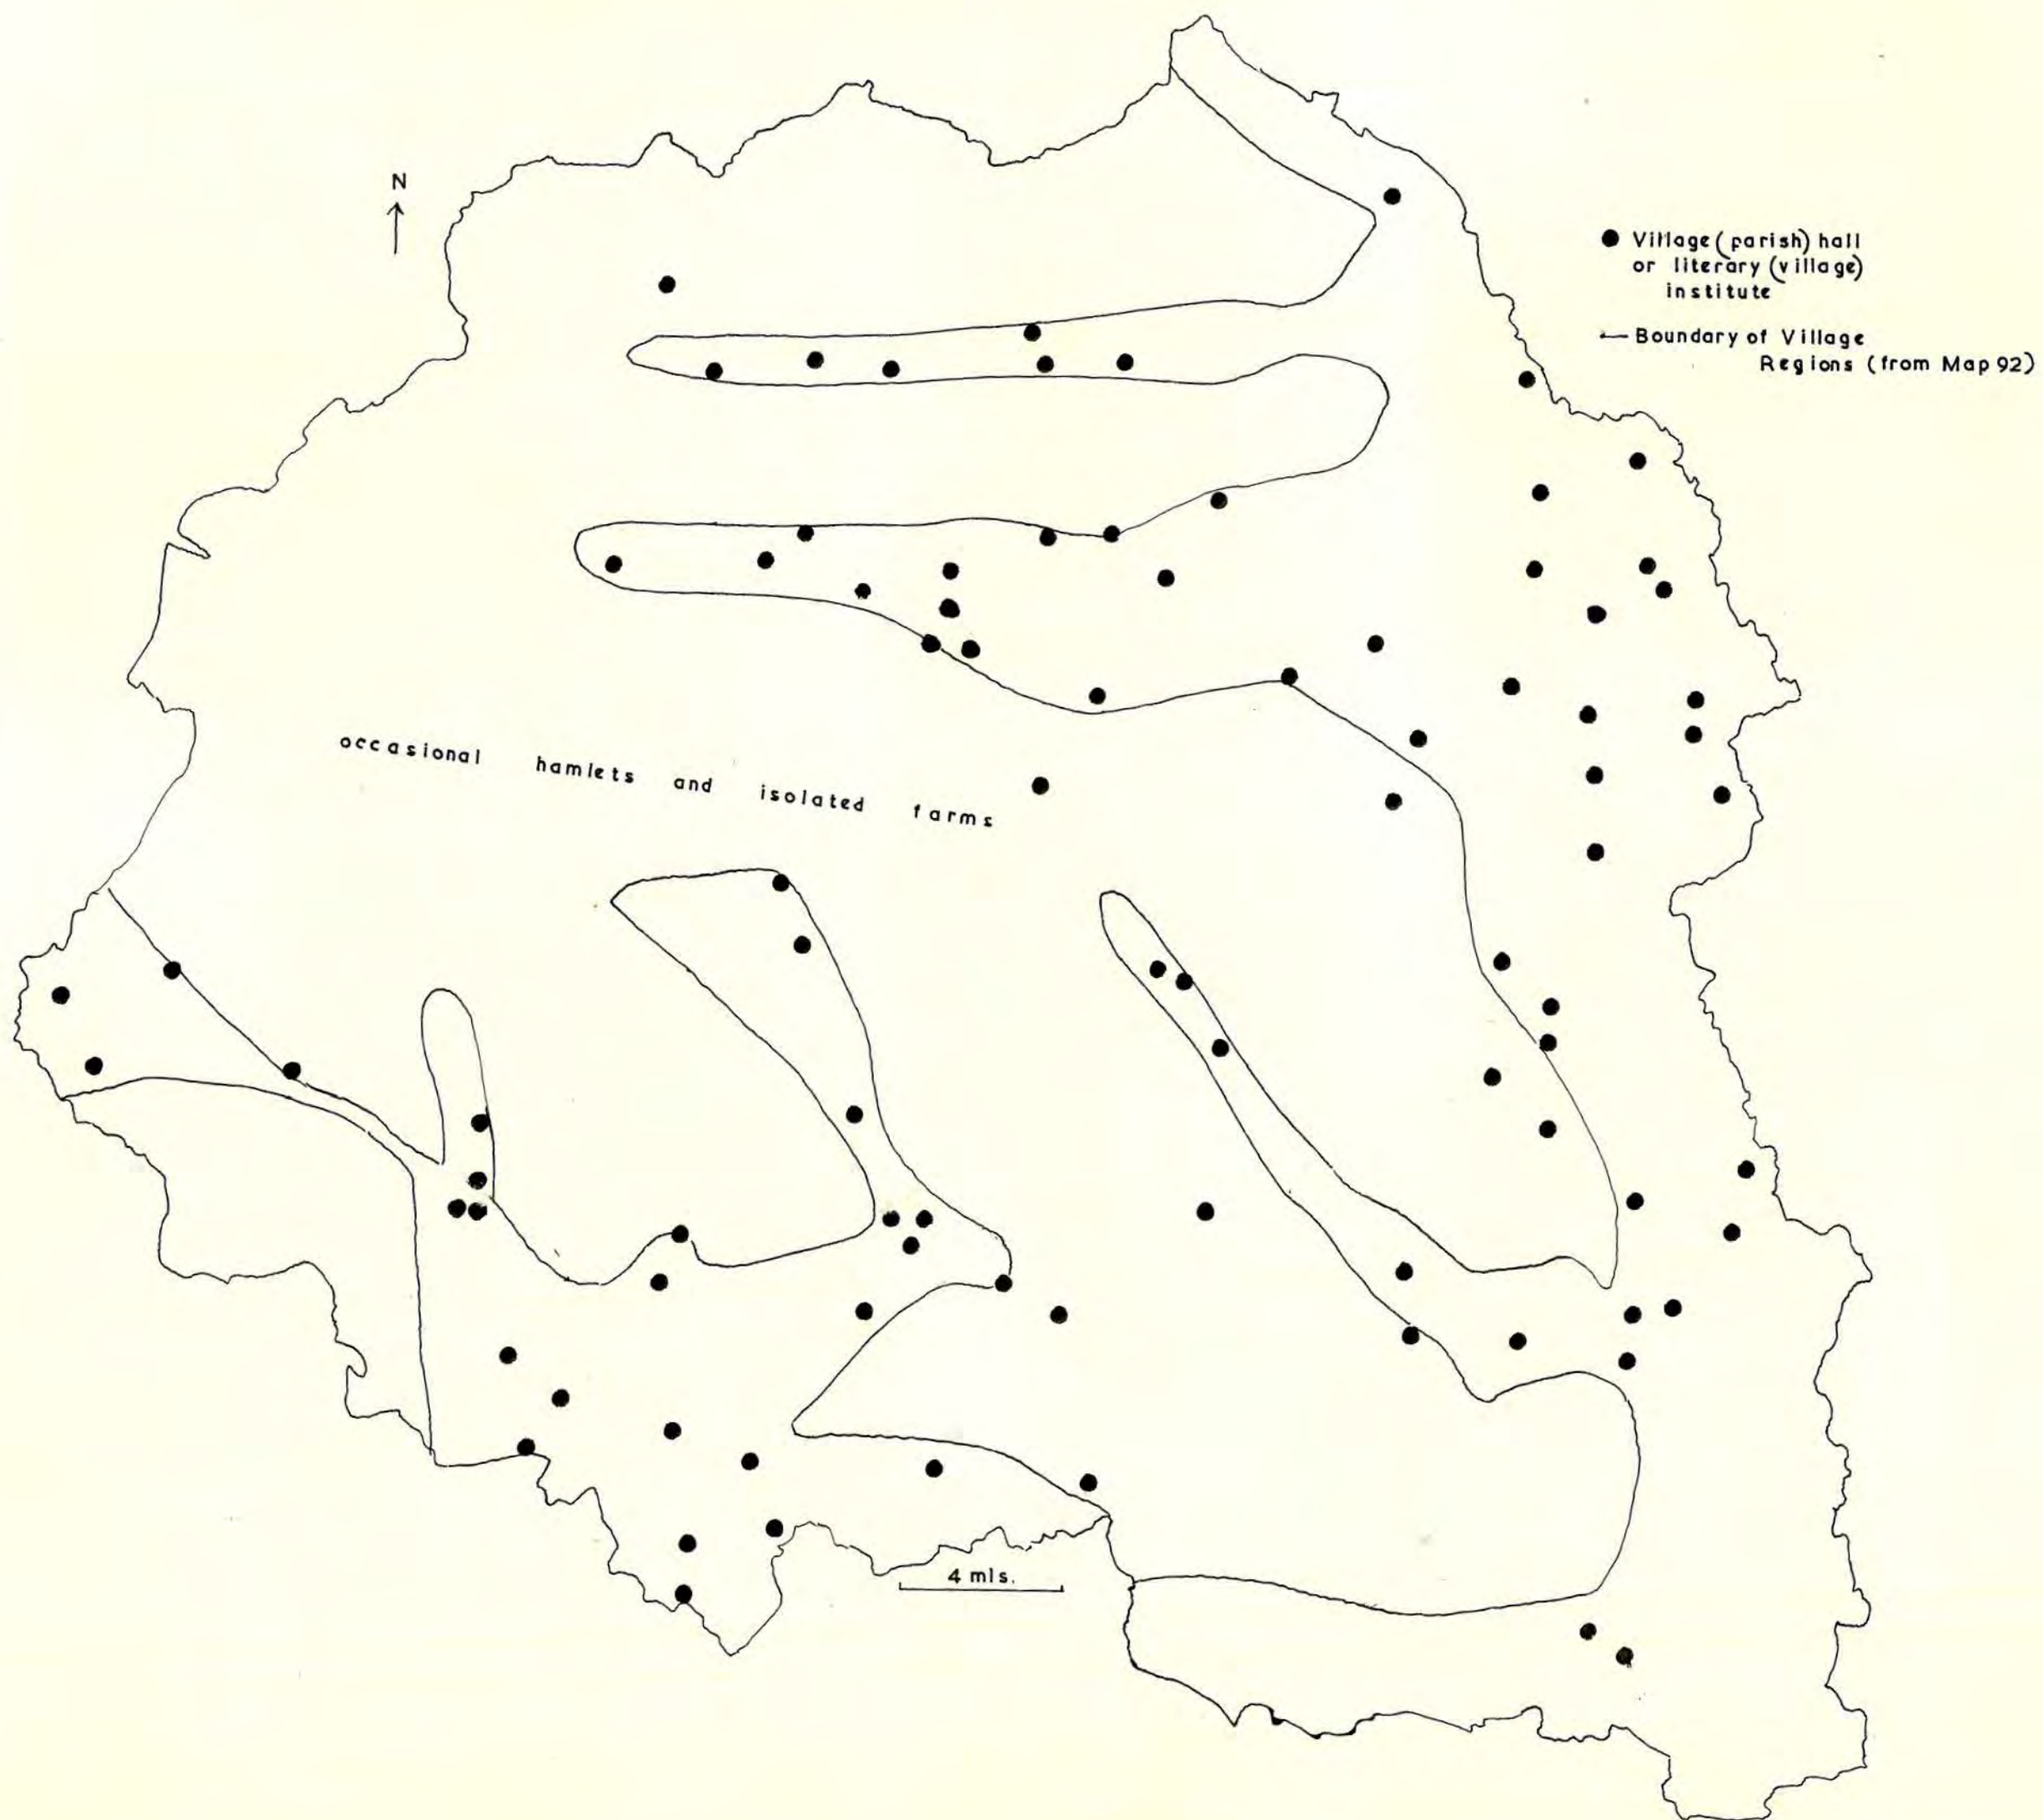 N
Village (parish) hall
or literary (village)
institute
Boundary of Village
Regions (from Map 92)
occasional hamlets and isolated farms
4 mls.